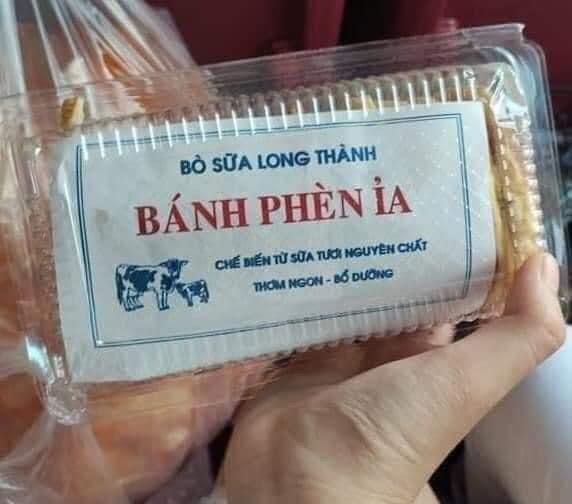 BÒ SỮA LONG THÀNH
BÁNH PHÈN ỈA
CHẾ BIẾN TỪ SỮA TƯƠI NGUYÊN CHẤT
THƠM NGON - BỔ DƯỠNG